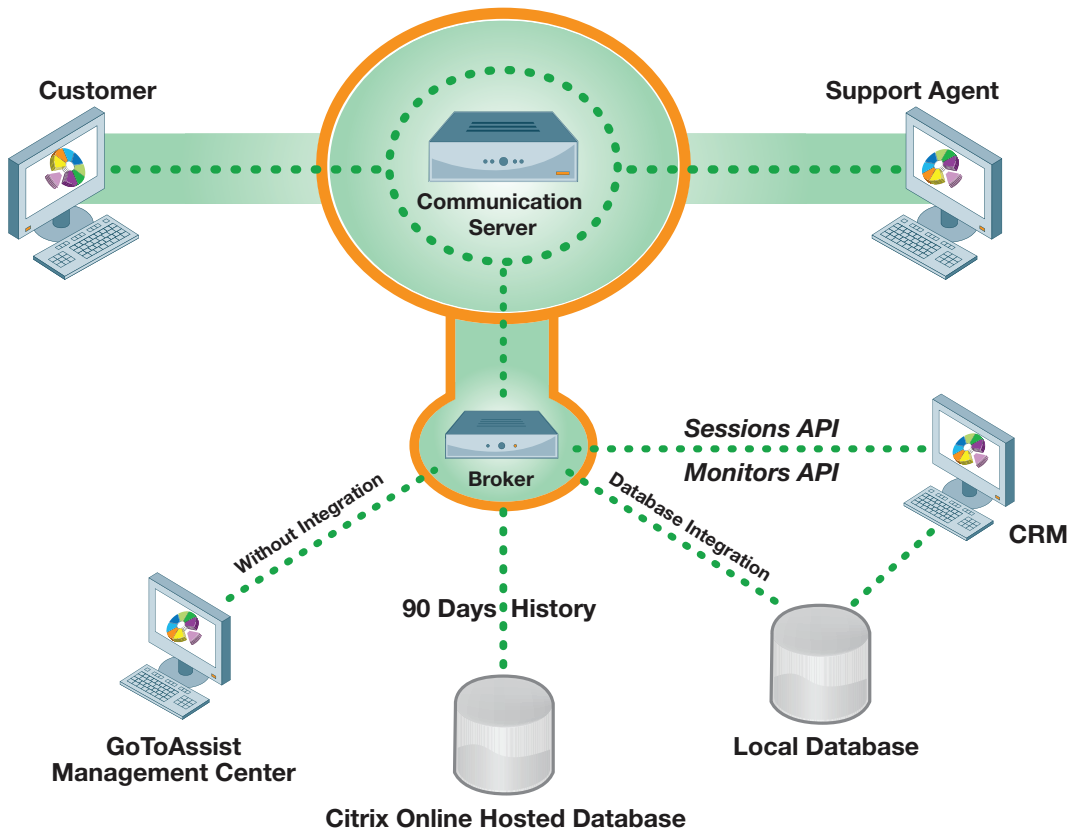 Customer
Support Agent
Communication
Server
Sessions API
Monitors API
Broker
Without Integration
Database Integration
CRM
90 Days History
GoToAssist
Management Center
Local Database
Citrix Online Hosted Database